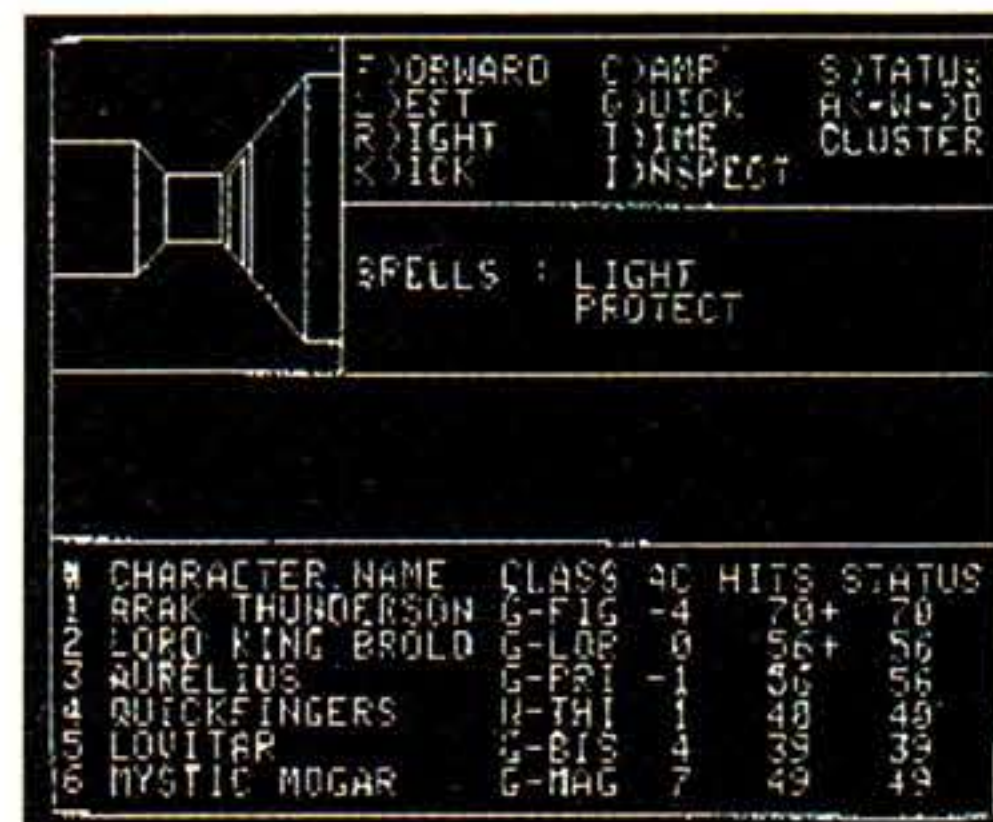 F)ORWARD C)AMP S)TATUS
L)EFT Q)UICK A<-W->D
R)IGHT T)IME CLUSTER
K)ICK I)NSPECT
SPELLS : LIGHT
PROTECT
# CHARACTER NAME CLASS AC HITS STATUS
1 ARAK THUNDERSON G-FIG -4 70+ 70
2 LORD KING BROLO G-LOR 0 56+ 56
3 AURELIUS G-PRI -1 56 56
4 QUICKFINGERS N-THI 1 40 40
5 LOVITAR G-BIS 4 39 39
6 MYSTIC MOGAR G-MAG 7 49 49